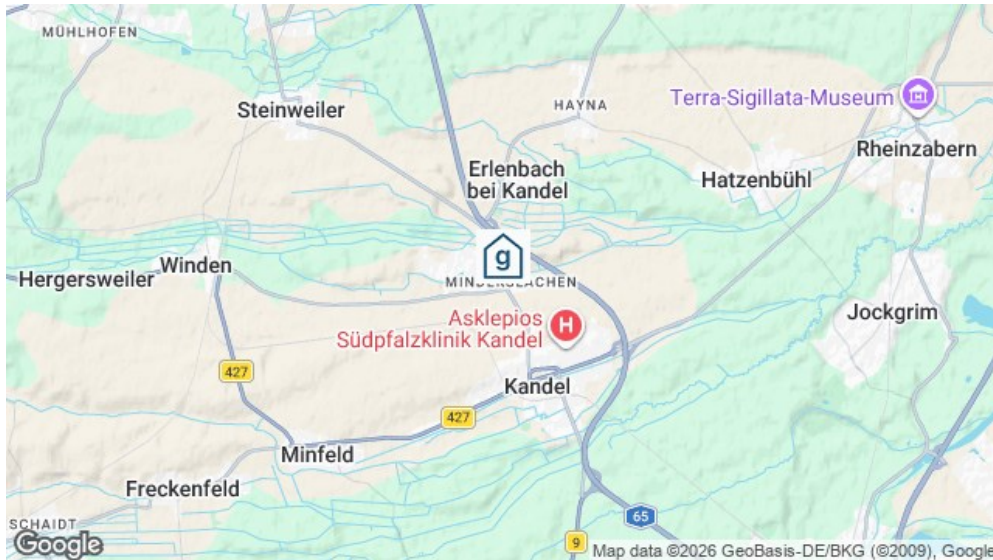 MÜHLHOFEN
Steinweiler
HAYNA
Terra-Sigillata-Museum
Rheinzabern
Erlenbach
bei Kandel
Hatzenbühl
g
Winden
Hergersweiler
MINDERSLACHEN
Asklepios
Südpfalzklinik Kandel
H
Jockgrim
427
Kandel
427
Minfeld
Freckenfeld
SCHAIDT
65
9
Google
Map data ©2026 GeoBasis-DE/BKG (©2009), Google